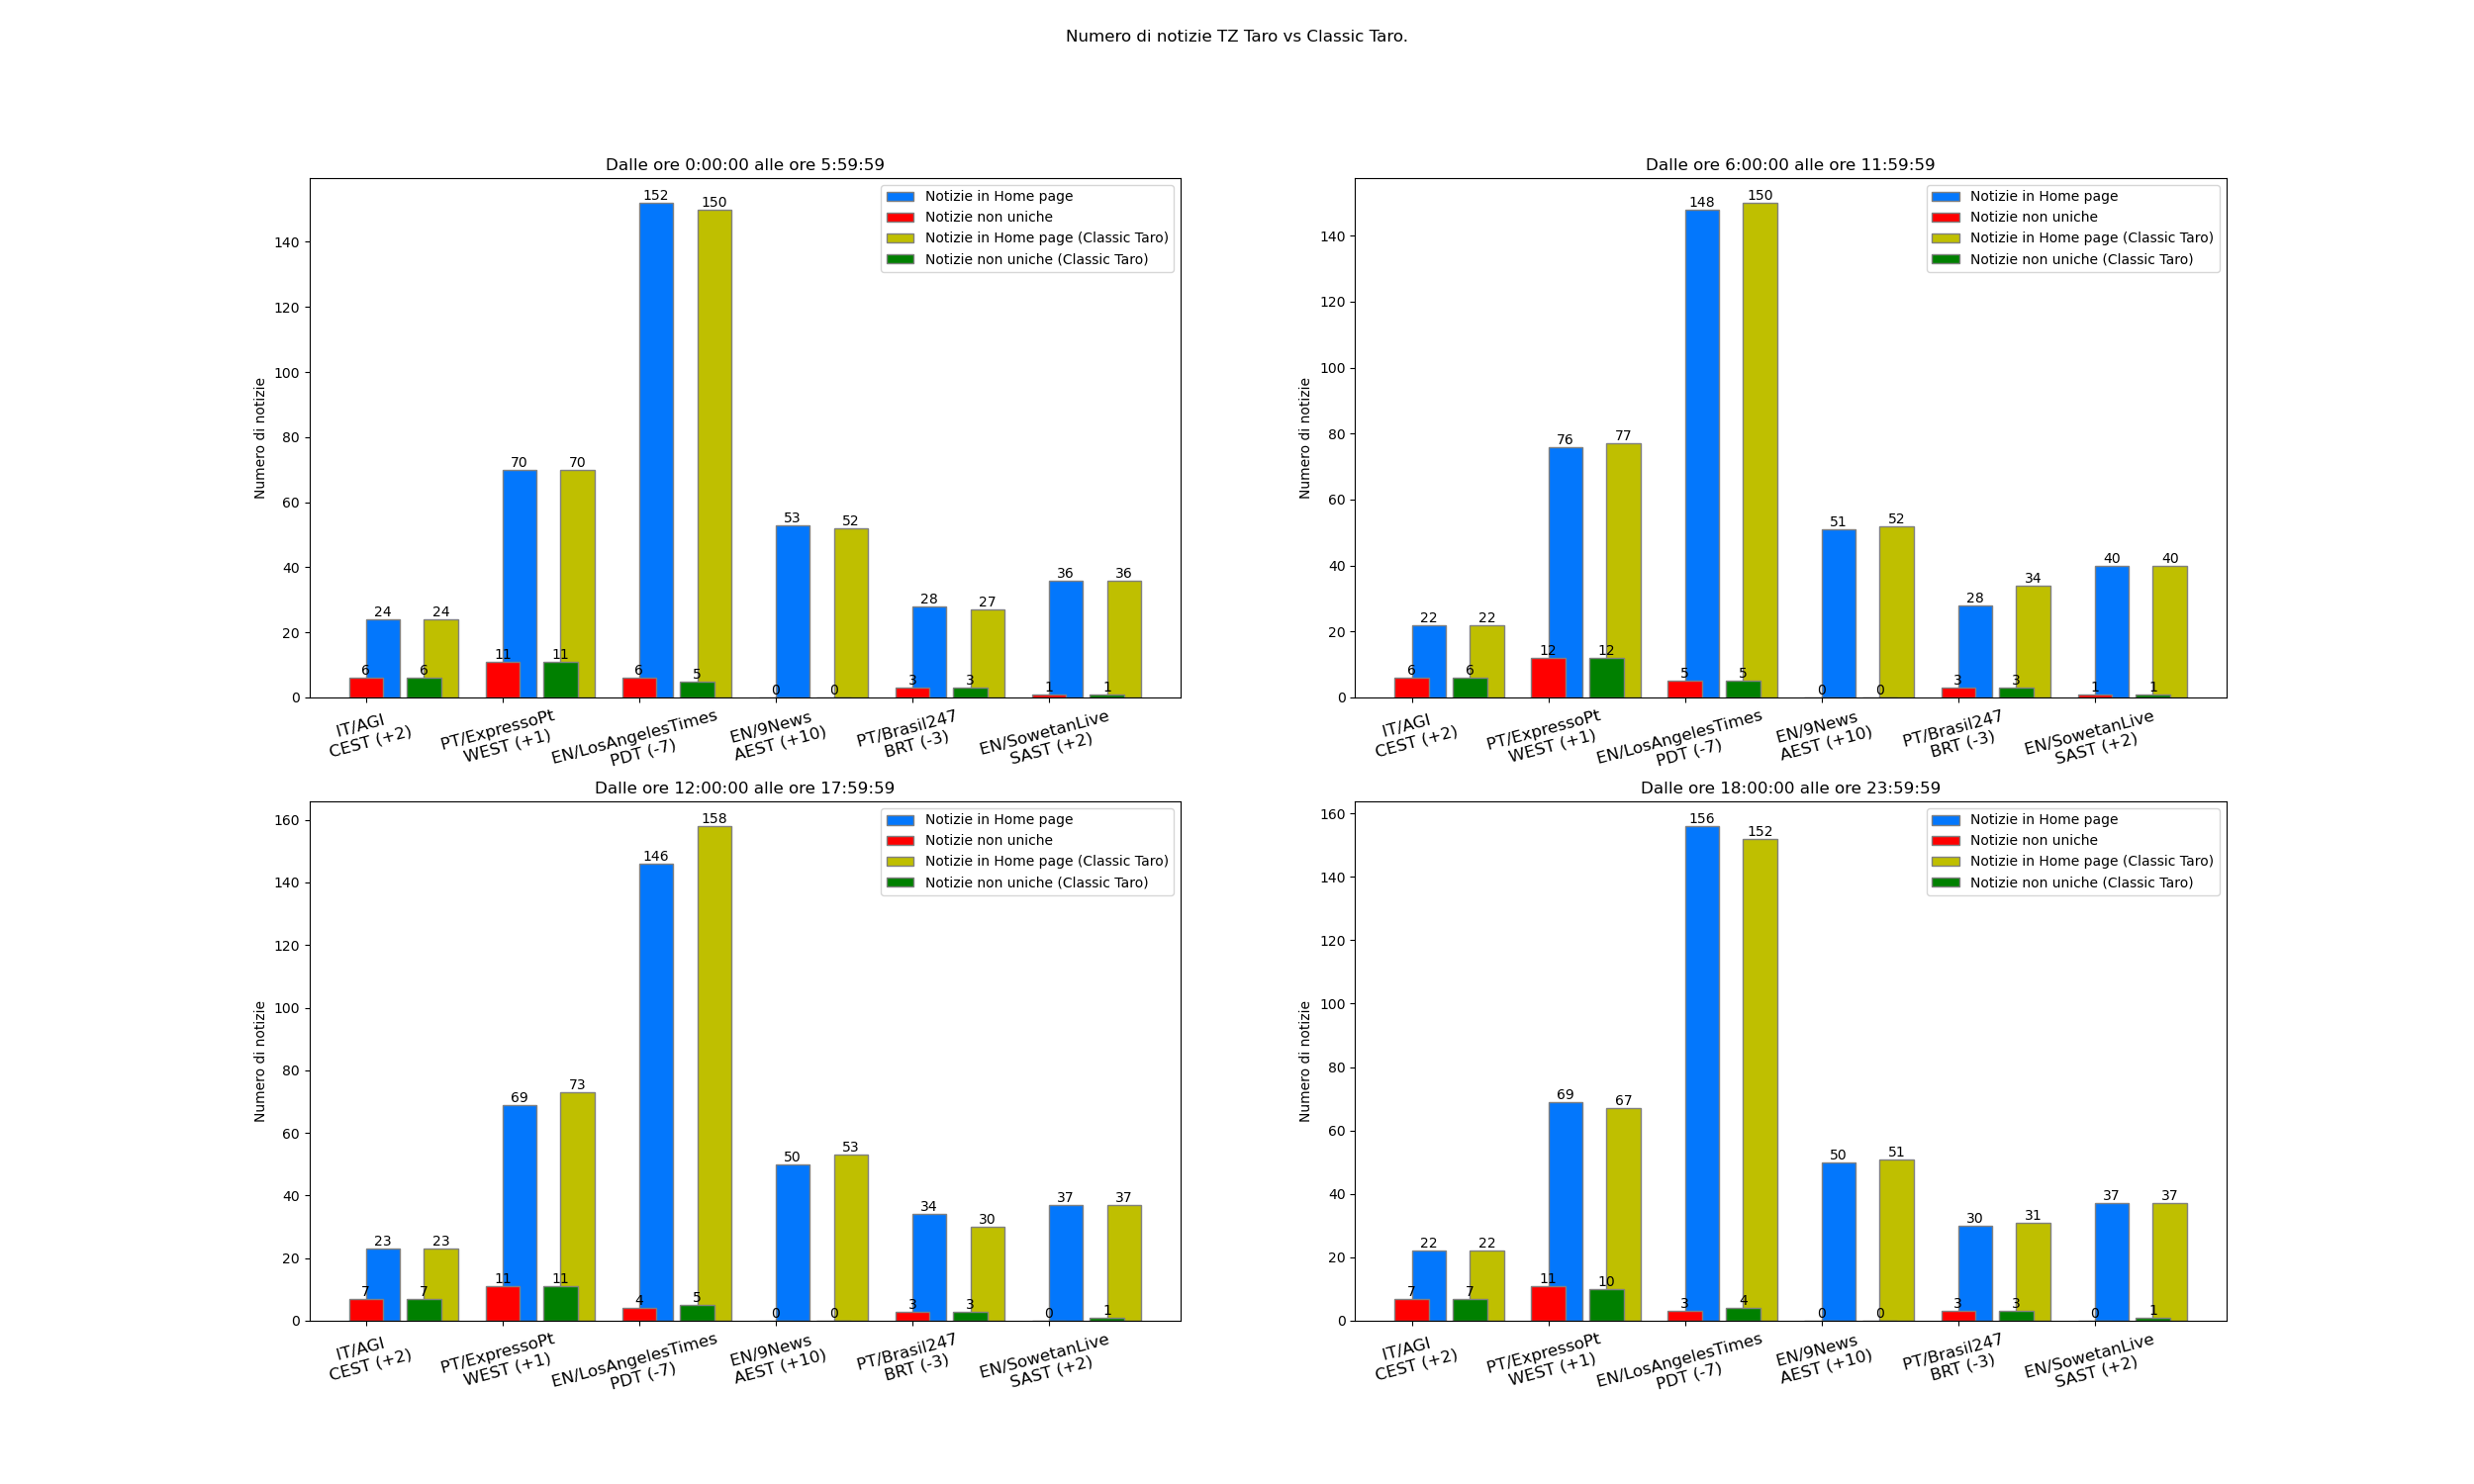 Numero di notizie TZ Taro vs Classic Taro.
Dalle ore 0:00:00 alle ore 5:59:59
Notizie in Home page
Notizie non uniche
Notizie in Home page (Classic Taro)
Notizie non uniche (Classic Taro)
Numero di notizie
140
120
100
80
60
40
20
0
24 24 70 70 152 150 53 52 28 27 36 36
6 6 11 11 6 5 0 0 3 3 1 1
IT/AGI
CEST (+2)
PT/ExpressoPt
WEST (+1)
EN/LosAngelesTimes
PDT (-7)
EN/9News
AEST (+10)
PT/Brasil247
BRT (-3)
EN/SowetanLive
SAST (+2)
Dalle ore 6:00:00 alle ore 11:59:59
Notizie in Home page
Notizie non uniche
Notizie in Home page (Classic Taro)
Notizie non uniche (Classic Taro)
Numero di notizie
140
120
100
80
60
40
20
0
22 22 76 77 148 150 51 52 28 34 40 40
6 6 12 12 5 5 0 0 3 3 1 1
IT/AGI
CEST (+2)
PT/ExpressoPt
WEST (+1)
EN/LosAngelesTimes
PDT (-7)
EN/9News
AEST (+10)
PT/Brasil247
BRT (-3)
EN/SowetanLive
SAST (+2)
Dalle ore 12:00:00 alle ore 17:59:59
Notizie in Home page
Notizie non uniche
Notizie in Home page (Classic Taro)
Notizie non uniche (Classic Taro)
Numero di notizie
160
140
120
100
80
60
40
20
0
23 23 69 73 146 158 50 53 34 30 37 37
7 7 11 11 4 5 0 0 3 3 0 1
IT/AGI
CEST (+2)
PT/ExpressoPt
WEST (+1)
EN/LosAngelesTimes
PDT (-7)
EN/9News
AEST (+10)
PT/Brasil247
BRT (-3)
EN/SowetanLive
SAST (+2)
Dalle ore 18:00:00 alle ore 23:59:59
Notizie in Home page
Notizie non uniche
Notizie in Home page (Classic Taro)
Notizie non uniche (Classic Taro)
Numero di notizie
160
140
120
100
80
60
40
20
0
22 22 69 67 156 152 50 51 30 31 37 37
7 7 11 10 3 4 0 0 3 3 0 1
IT/AGI
CEST (+2)
PT/ExpressoPt
WEST (+1)
EN/LosAngelesTimes
PDT (-7)
EN/9News
AEST (+10)
PT/Brasil247
BRT (-3)
EN/SowetanLive
SAST (+2)